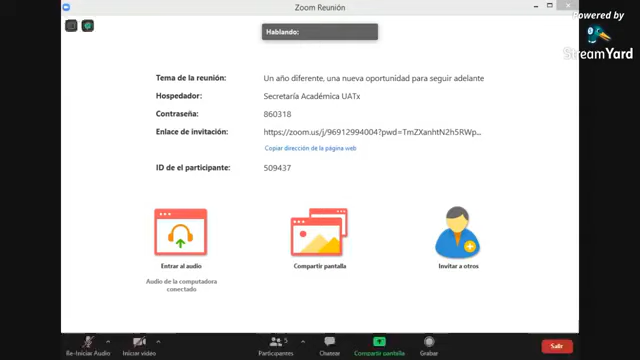 Zoom Reunión
Powered by
StreamYard
Hablando:
Tema de la reunión: Un año diferente, una nueva oportunidad para seguir adelante
Hospedador: Secretaría Académica UATx
Contraseña: 860318
Enlace de invitación: https://zoom.us/j/96912994004?pwd=TmZXanhtN2h5RWp...
Copiar dirección de la página web
ID de el participante: 509437
Entrar al audio
Compartir pantalla
Invitar a otros
Audio de la computadora
conectado
5
Re-Iniciar Audio
Iniciar video
Participantes
Chatear
Compartir pantalla
Grabar
Salir